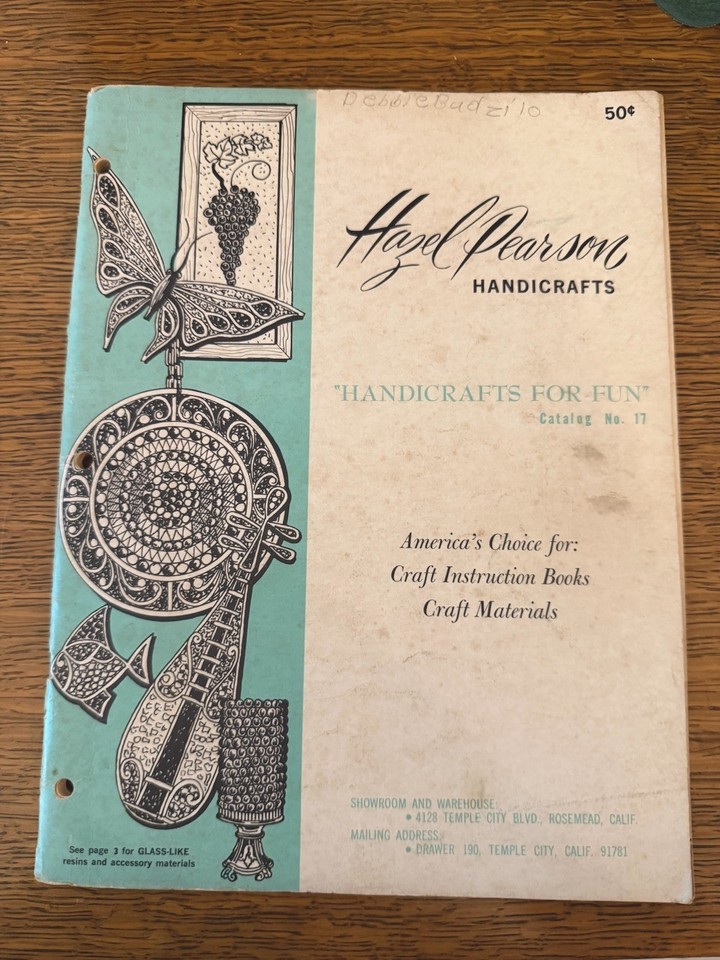 Debbie Budzilo
50¢
Hazel Pearson
HANDICRAFTS
"HANDICRAFTS FOR FUN"
Catalog No. 17
America's Choice for:
Craft Instruction Books
Craft Materials
SHOWROOM AND WAREHOUSE:
• 4128 TEMPLE CITY BLVD., ROSEMEAD, CALIF.
MAILING ADDRESS:
• DRAWER 190, TEMPLE CITY, CALIF. 91781
See page 3 for GLASS-LIKE
resins and accessory materials